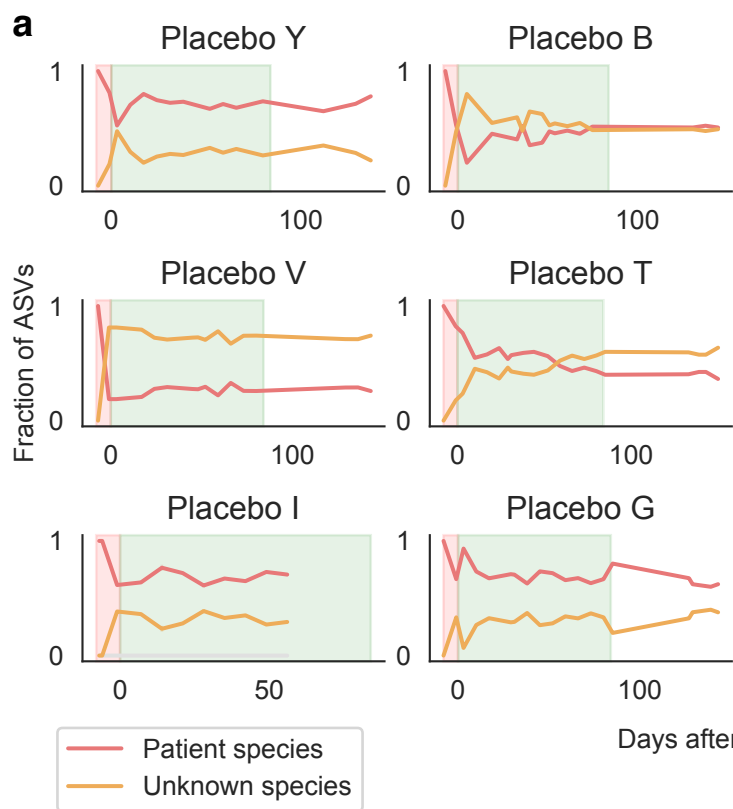 a
Placebo Y
Placebo B
1
0
0
100
1
0
0
100
Placebo V
Placebo T
1
0
0
100
1
0
0
100
Placebo I
Placebo G
1
0
0
50
1
0
0
100
Fraction of ASVs
Days after
Patient species
Unknown species